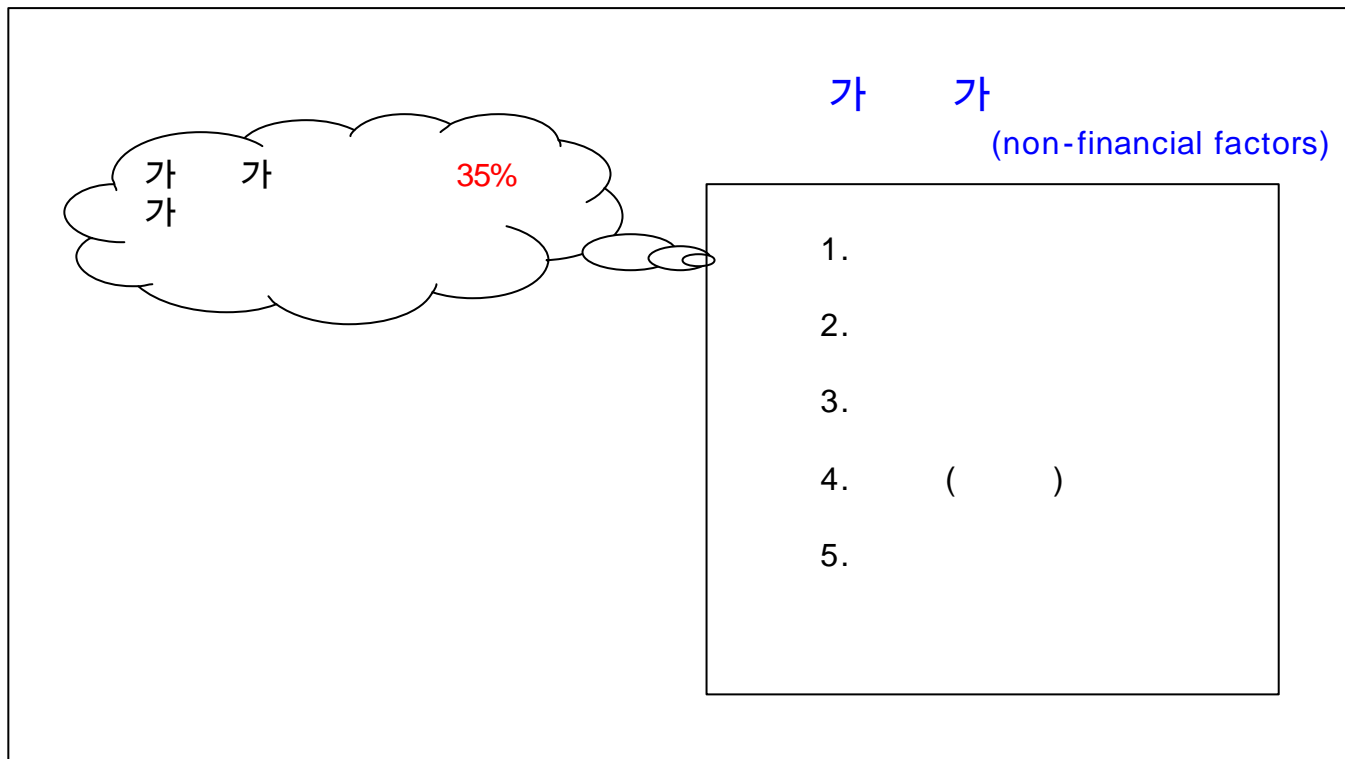 가 가
(non-financial factors)
가 가 35%
가
1.
2.
3.
4. ( )
5.